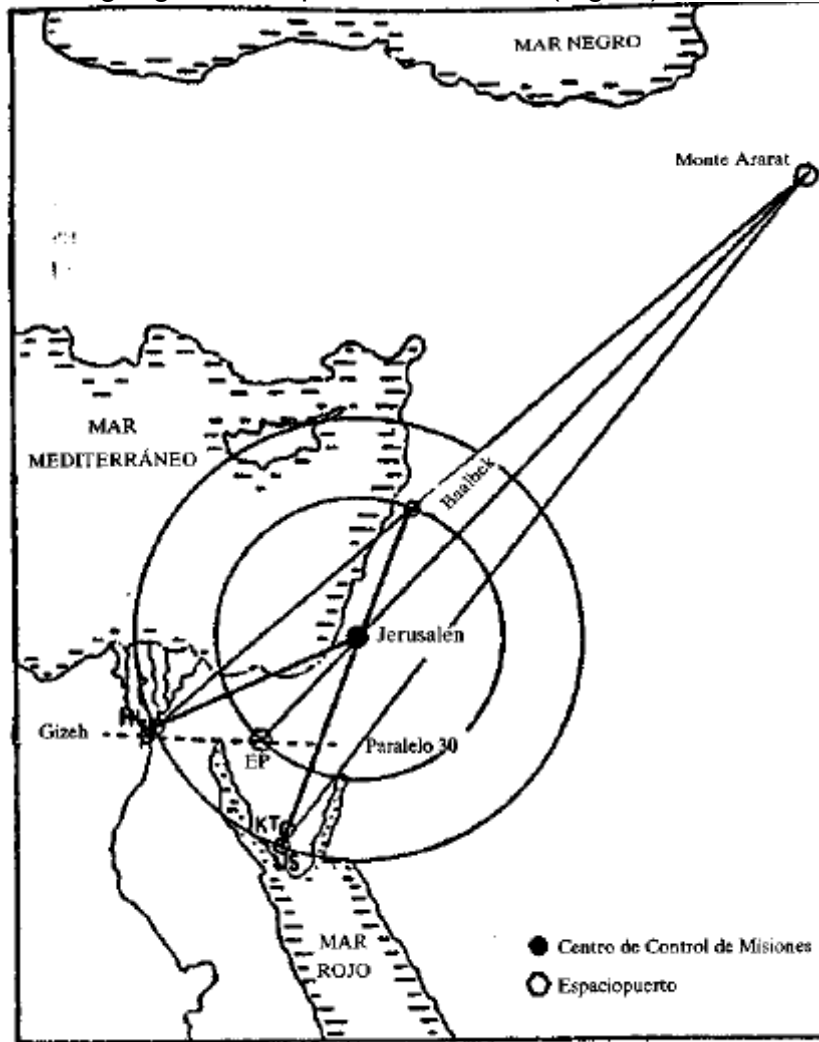 MAR NEGRO
Monte Ararat
MAR
MEDITERRÁNEO
Baalbek
Jerusalén
Gizeh
EP
Paralelo 30
KT
US
MAR
ROJO
Centro de Control de Misiones
Espaciopuerto